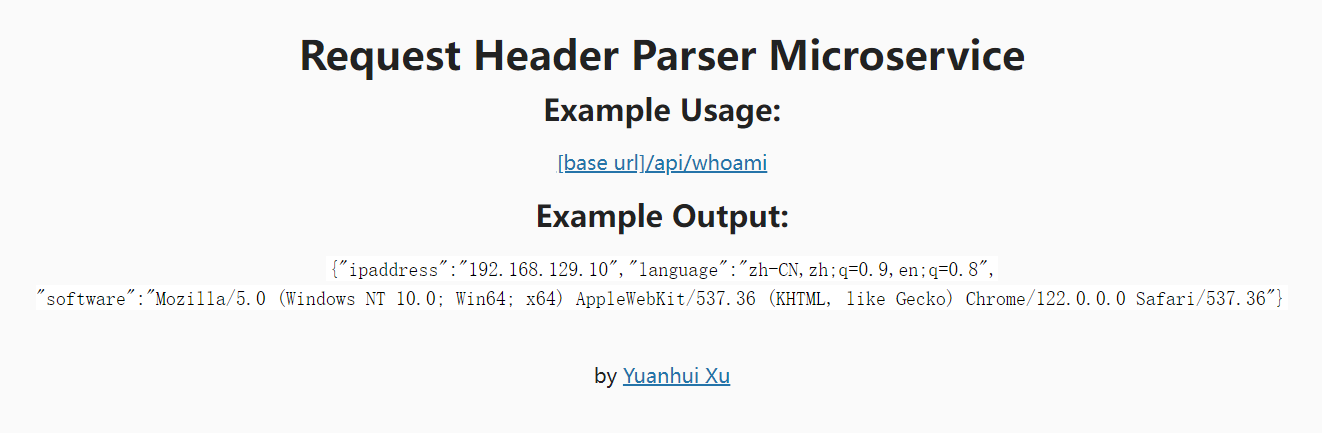 Request Header Parser Microservice
Example Usage:
[base url]/api/whoami
Example Output:
{"ipaddress":"192.168.129.10","language":"zh-CN,zh;q=0.9,en;q=0.8",
"software":"Mozilla/5.0 (Windows NT 10.0; Win64; x64) AppleWebKit/537.36 (KHTML, like Gecko) Chrome/122.0.0.0 Safari/537.36"}
by Yuanhui Xu